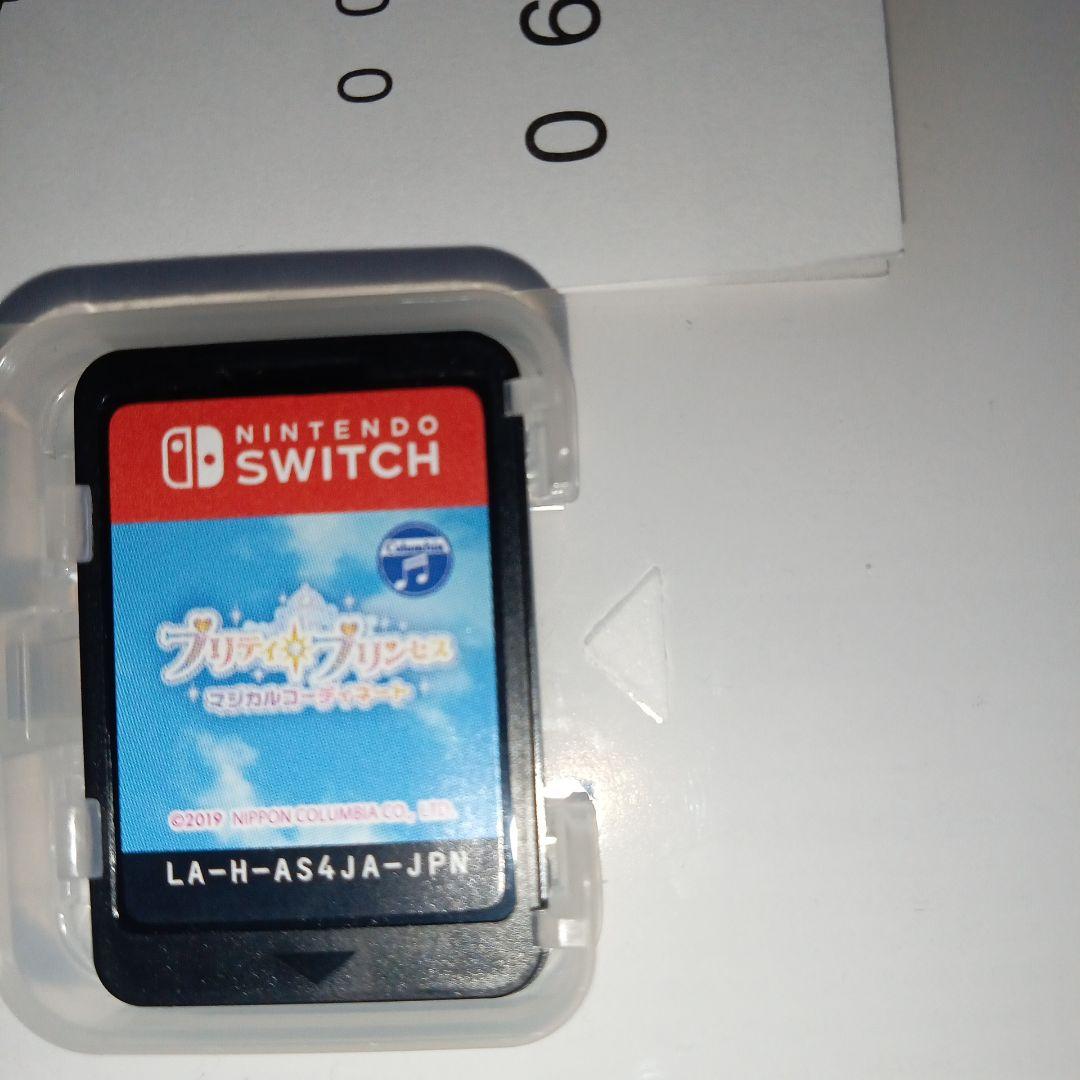 0
6
0
NINTENDO
SWITCH
Columbia
プリティ プリンセス
マジカルコーディネート
©2019 NIPPON COLUMBIA CO., LTD.
LA-H-AS4JA-JPN